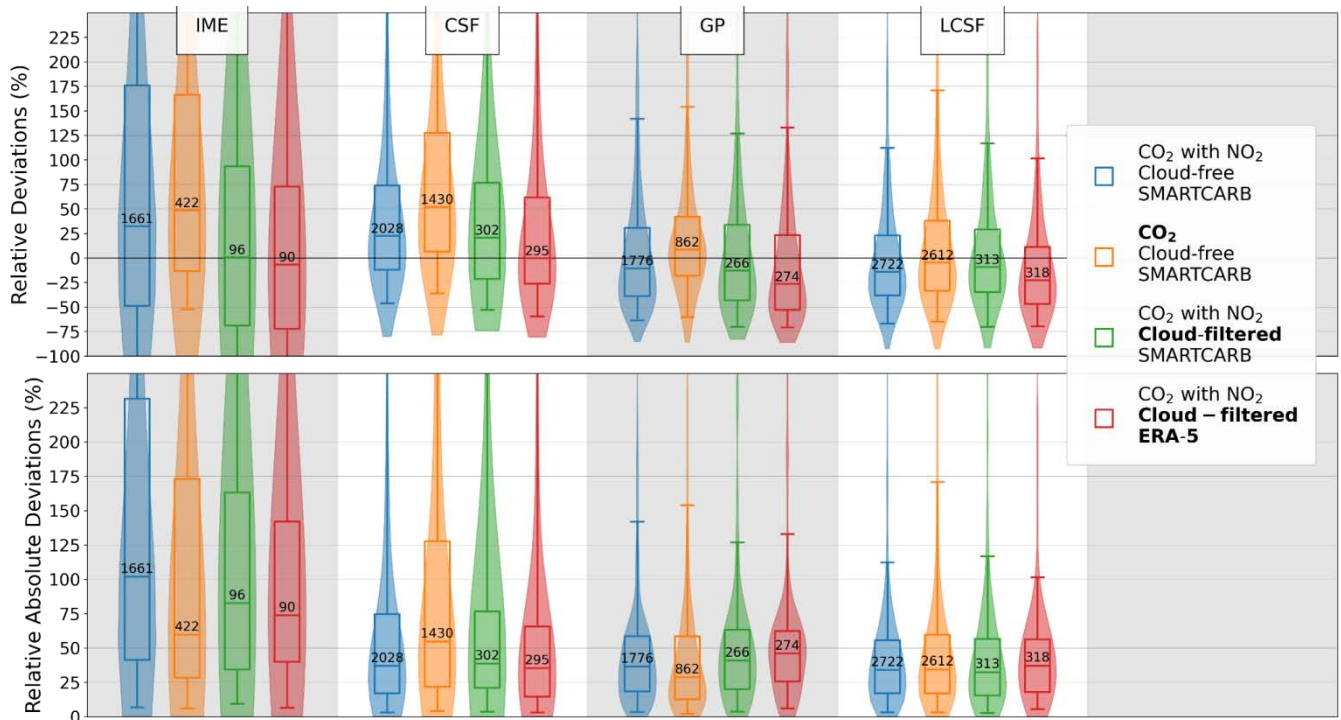 IME CSF GP LCSF
Relative Deviations (%)
225
200
175
150
125
100
75
50
25
0
−25
−50
−75
−100
1661 422 96 90
2028 1430 302 295
1776 862 266 274
2722 2612 313 318
CO₂ with NO₂
Cloud-free
SMARTCARB
CO₂
Cloud-free
SMARTCARB
CO₂ with NO₂
Cloud-filtered
SMARTCARB
CO₂ with NO₂
Cloud − filtered
ERA-5
Relative Absolute Deviations (%)
225
200
175
150
125
100
75
50
25
0
1661 422 96 90
2028 1430 302 295
1776 862 266 274
2722 2612 313 318